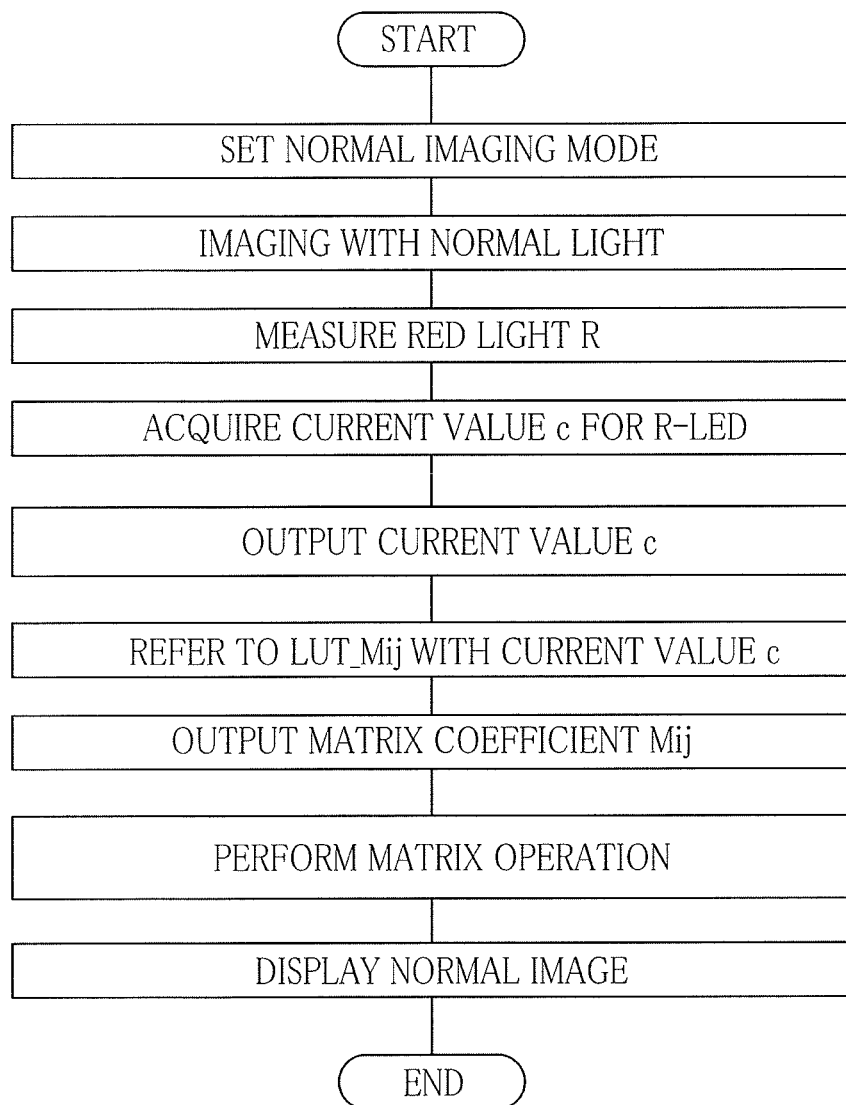 START
SET NORMAL IMAGING MODE
IMAGING WITH NORMAL LIGHT
MEASURE RED LIGHT R
ACQUIRE CURRENT VALUE c FOR R-LED
OUTPUT CURRENT VALUE c
REFER TO LUT_Mij WITH CURRENT VALUE c
OUTPUT MATRIX COEFFICIENT Mij
PERFORM MATRIX OPERATION
DISPLAY NORMAL IMAGE
END